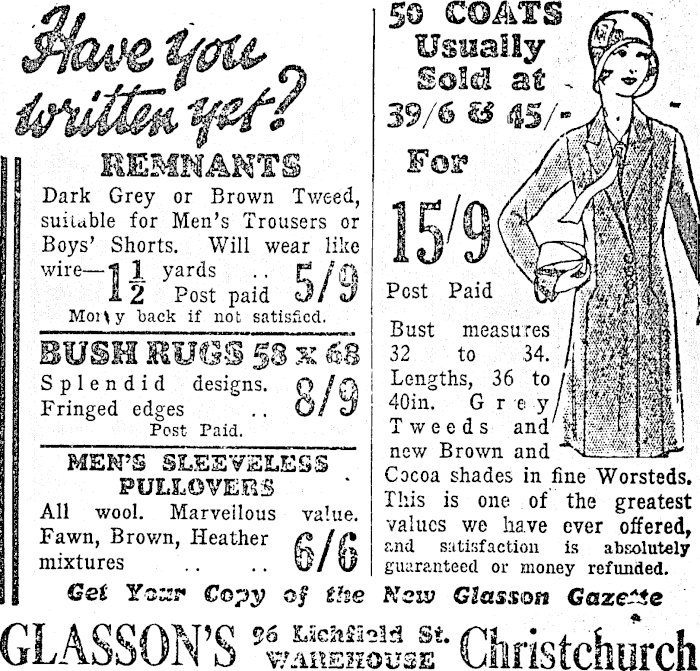 Have you
written yet?
REMNANTS
Dark Grey or Brown Tweed,
suitable for Men's Trousers or
Boys' Shorts. Will wear like
wire—1½ yards .. 5/9
Post paid
Money back if not satisfied.
BUSH RUGS 58 x 68
Splendid designs. 8/9
Fringed edges ..
Post Paid.
MEN'S SLEEVELESS
PULLOVERS
All wool. Marvellous value.
Fawn, Brown, Heather 6/6
mixtures .. ..
50 COATS
Usually
Sold at
39/6 & 45/-
For
15/9
Post Paid
Bust measures
32 to 34.
Lengths, 36 to
40in. Grey
Tweeds and
new Brown and
Cocoa shades in fine Worsteds.
This is one of the greatest
values we have ever offered,
and satisfaction is absolutely
guaranteed or money refunded.
Get Your Copy of the New Glasson Gazette
GLASSON'S 96 Lichfield St. WAREHOUSE Christchurch